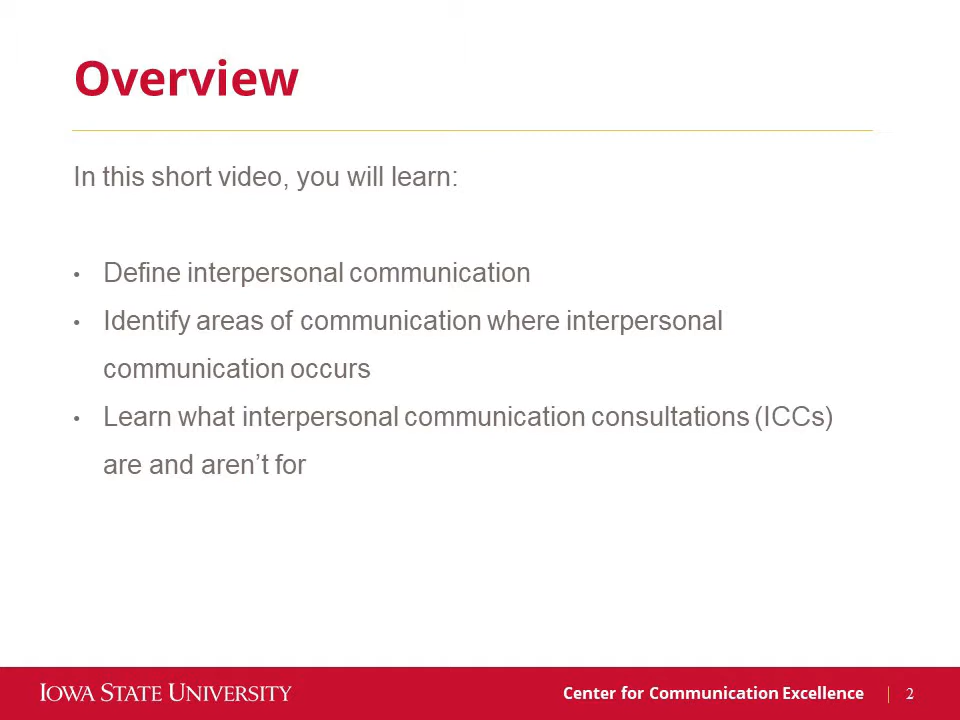 Overview
In this short video, you will learn:
• Define interpersonal communication
• Identify areas of communication where interpersonal
communication occurs
• Learn what interpersonal communication consultations (ICCs)
are and aren’t for
IOWA STATE UNIVERSITY
Center for Communication Excellence | 2